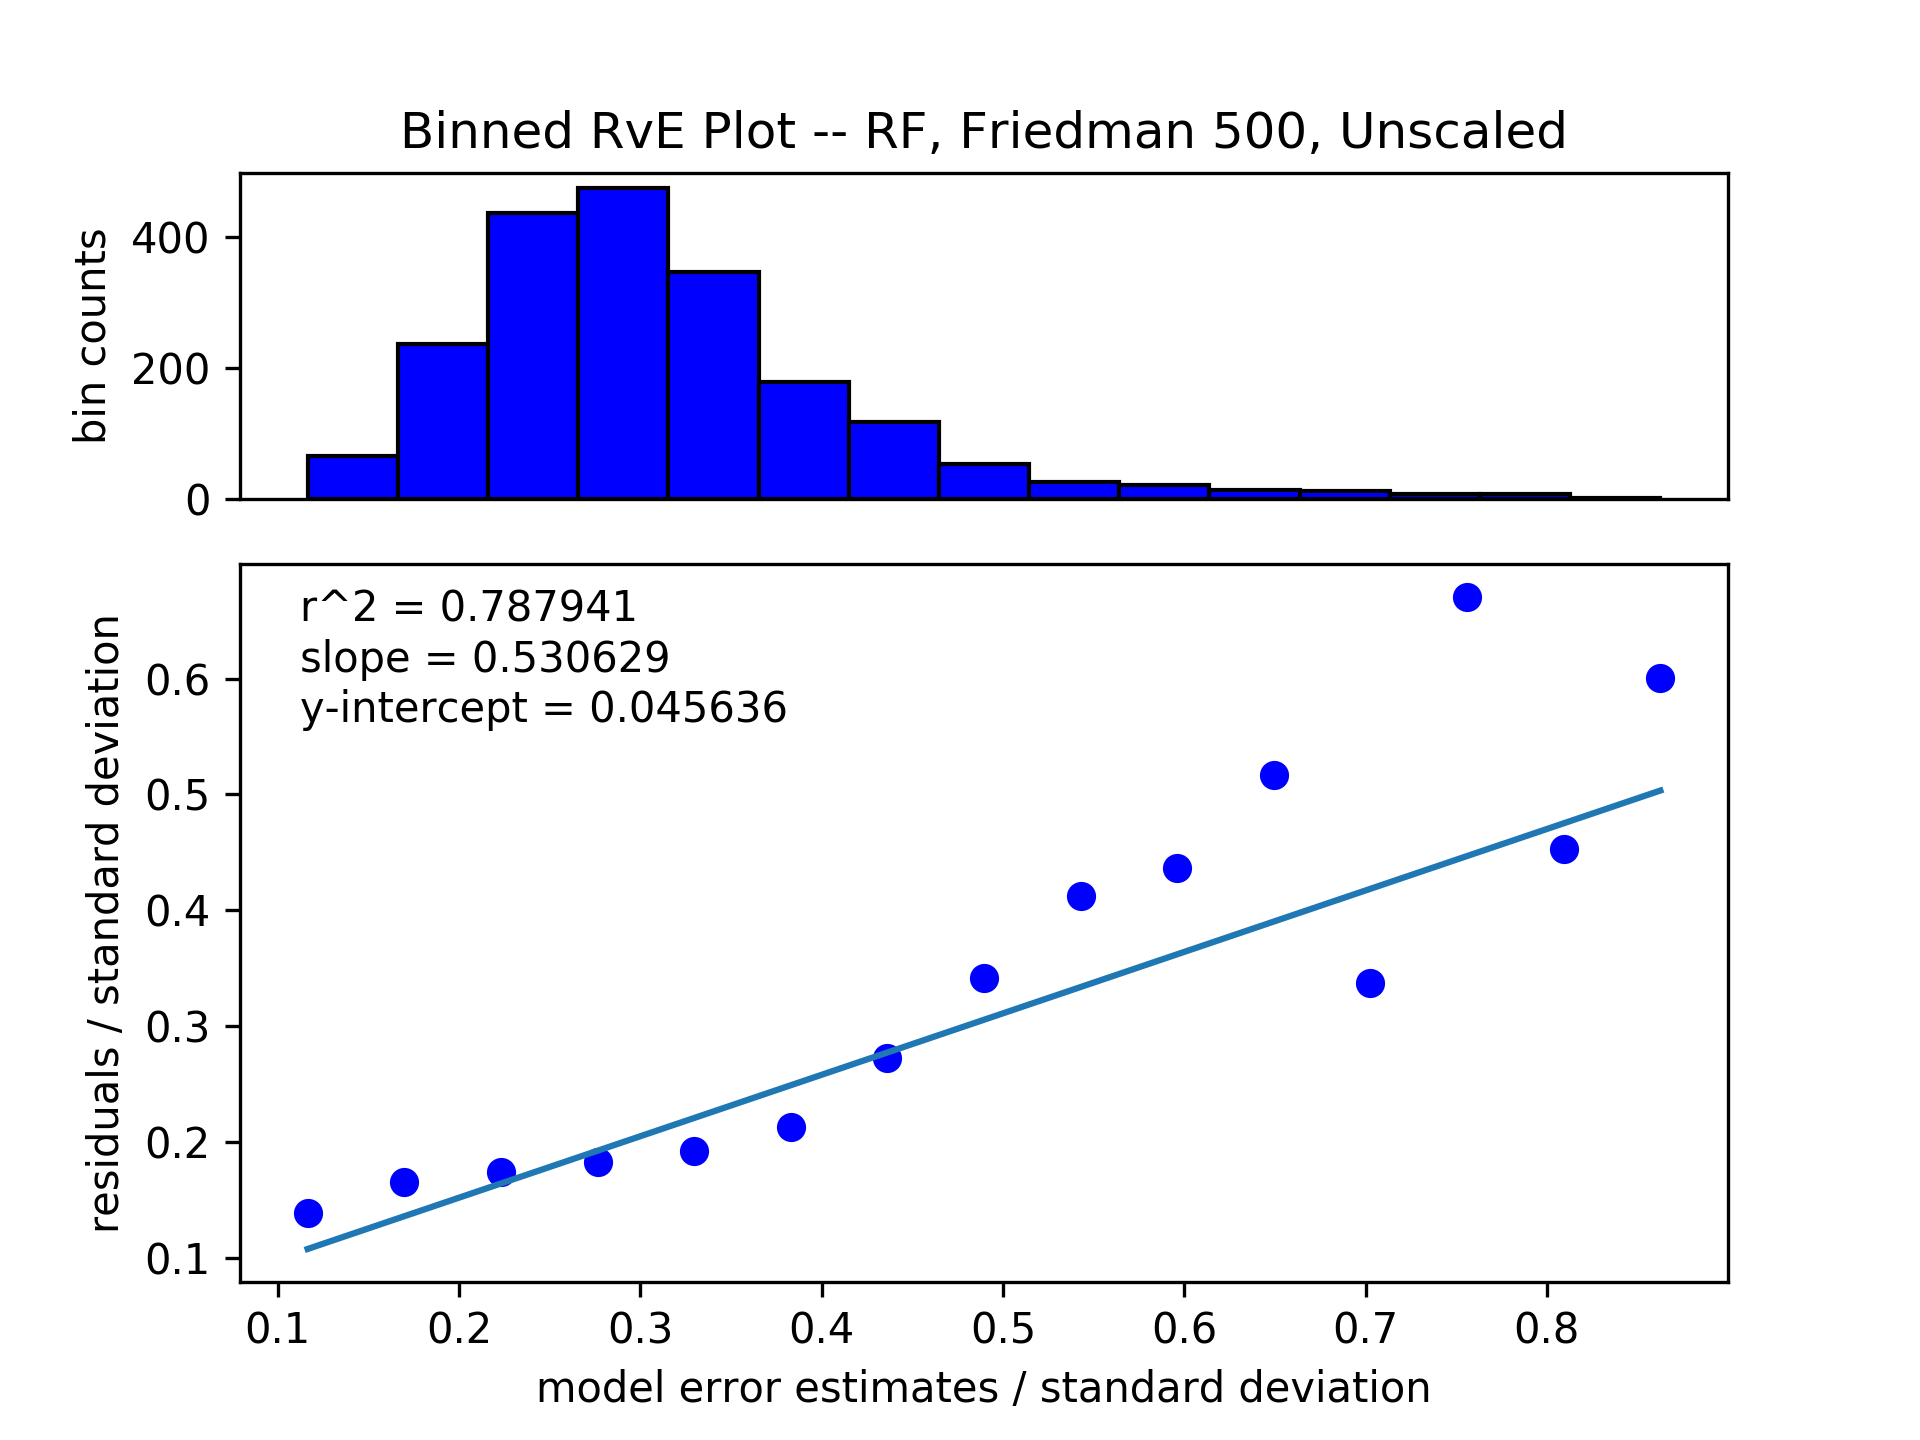 Binned RvE Plot -- RF, Friedman 500, Unscaled
bin counts
400
200
0
r^2 = 0.787941
slope = 0.530629
y-intercept = 0.045636
residuals / standard deviation
0.6
0.5
0.4
0.3
0.2
0.1
0.1 0.2 0.3 0.4 0.5 0.6 0.7 0.8
model error estimates / standard deviation